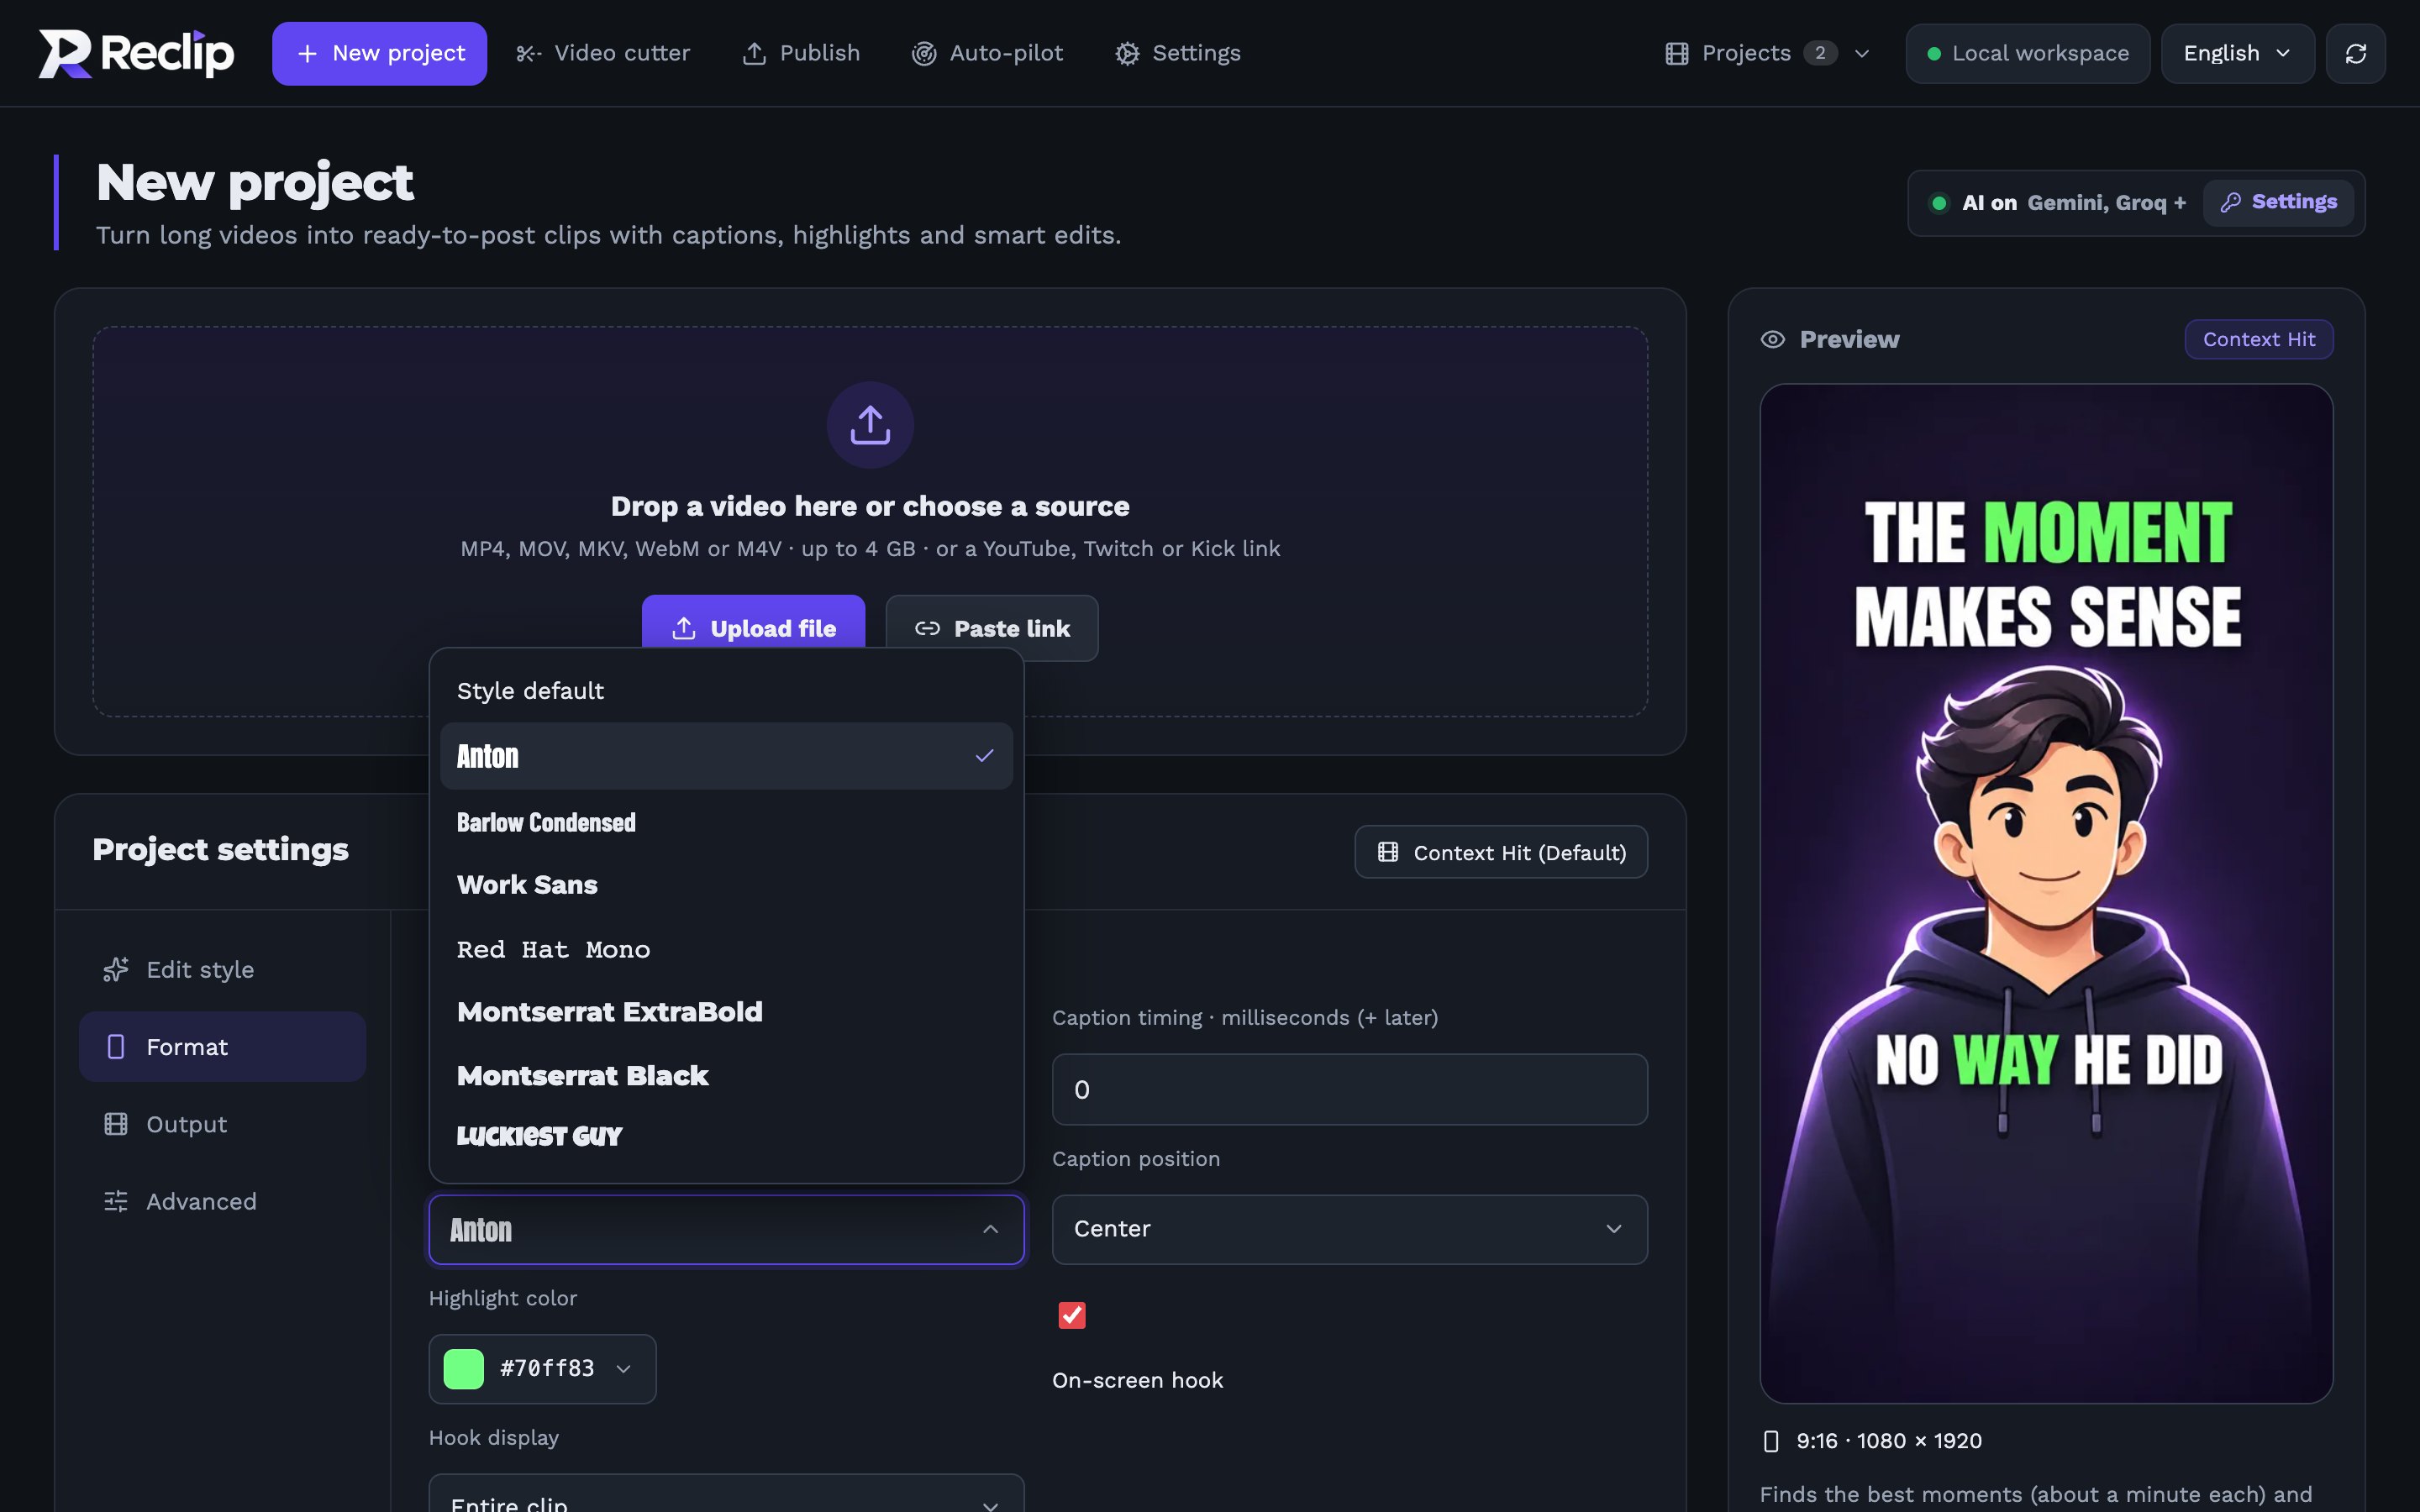 Reclip
New project
Video cutter
Publish
Auto-pilot
Settings
Projects 2
Local workspace
English
New project
Turn long videos into ready-to-post clips with captions, highlights and smart edits.
AI on Gemini, Groq +
Settings
Drop a video here or choose a source
MP4, MOV, MKV, WebM or M4V · up to 4 GB · or a YouTube, Twitch or Kick link
Upload file
Paste link
Style default
Anton
Barlow Condensed
Work Sans
Red Hat Mono
Montserrat ExtraBold
Montserrat Black
Luckiest Guy
Project settings
Context Hit (Default)
Edit style
Format
Output
Advanced
Caption timing · milliseconds (+ later)
0
Caption position
Anton
Center
Highlight color
#70ff83
On-screen hook
Hook display
Entire clip
Preview
Context Hit
THE MOMENT
MAKES SENSE
NO WAY HE DID
9:16 · 1080 × 1920
Finds the best moments (about a minute each) and